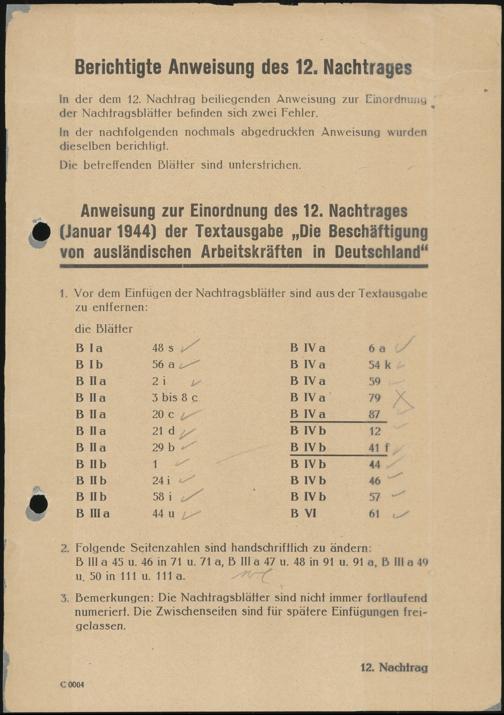 Berichtigte Anweisung des 12. Nachtrages
In der dem 12. Nachtrag beiliegenden Anweisung zur Einordnung
der Nachtragsblätter befinden sich zwei Fehler.
In der nachfolgenden nochmals abgedruckten Anweisung wurden
dieselben berichtigt.
Die betreffenden Blätter sind unterstrichen.
Anweisung zur Einordnung des 12. Nachtrages
(Januar 1944) der Textausgabe „Die Beschäftigung
von ausländischen Arbeitskräften in Deutschland“
1. Vor dem Einfügen der Nachtragsblätter sind aus der Textausgabe
zu entfernen:
die Blätter
B I a 48 s B IV a 6 a
B I b 56 a B IV a 54 k
B II a 2 i B IV a 59
B II a 3 bis 8 c B IV a 79
B II a 20 c B IV a 87
B II a 21 d B IV b 12
B II a 29 b B IV b 41 f
B II b 1 B IV b 44
B II b 24 i B IV b 46
B II b 58 i B IV b 57
B III a 44 u B VI 61
2. Folgende Seitenzahlen sind handschriftlich zu ändern:
B III a 45 u. 46 in 71 u. 71 a, B III a 47 u. 48 in 91 u. 91 a, B III a 49
u. 50 in 111 u. 111 a.
3. Bemerkungen: Die Nachtragsblätter sind nicht immer fortlaufend
numeriert. Die Zwischenseiten sind für spätere Einfügungen frei-
gelassen.
12. Nachtrag
C 0004